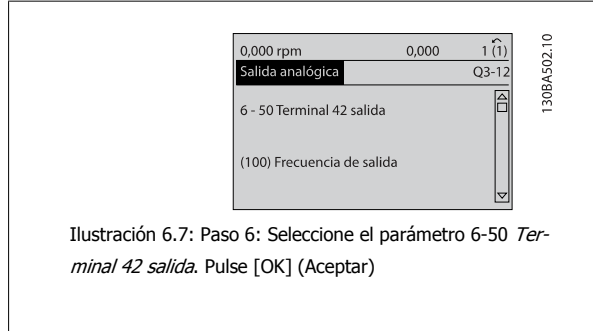 0,000 rpm 0,000 1 (1)
Salida analógica Q3-12
6 - 50 Terminal 42 salida
(100) Frecuencia de salida
130BA502.10
Ilustración 6.7: Paso 6: Seleccione el parámetro 6-50 Ter-
minal 42 salida. Pulse [OK] (Aceptar)